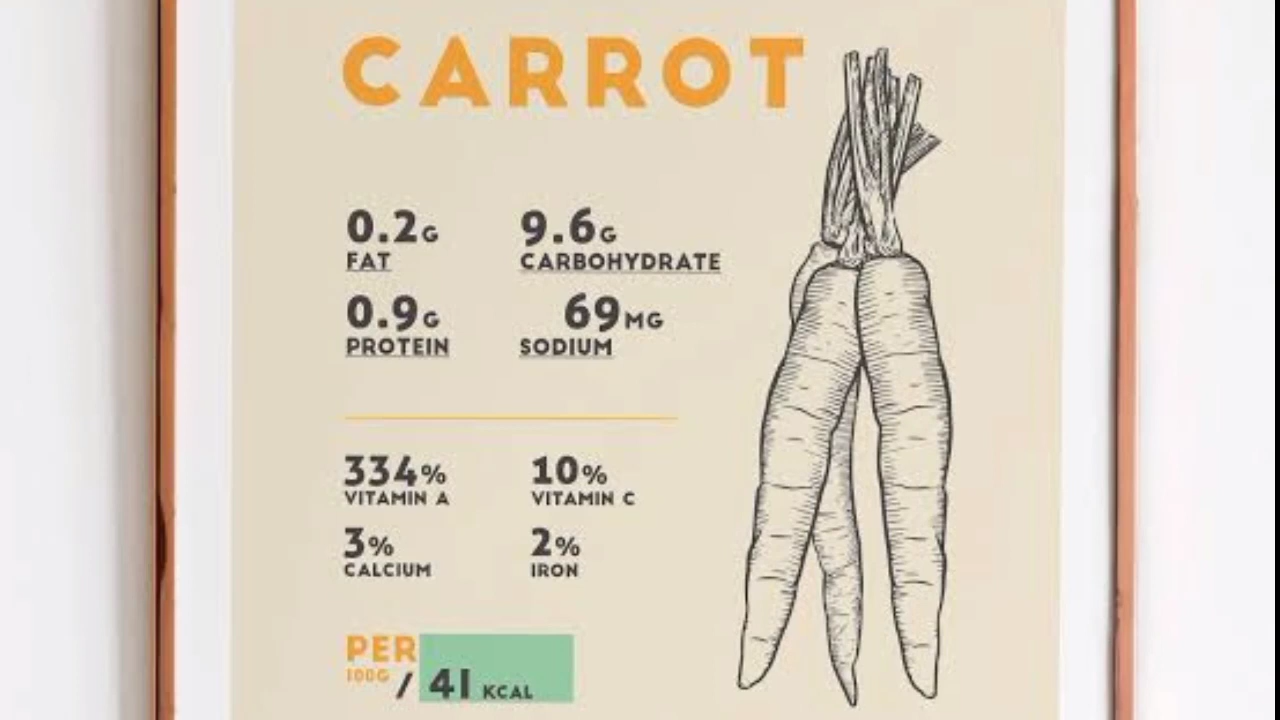 CARROT
0.2G 9.6G
FAT CARBOHYDRATE
0.9G 69MG
PROTEIN SODIUM
334% 10%
VITAMIN A VITAMIN C
3% 2%
CALCIUM IRON
PER
100G / 41 KCAL